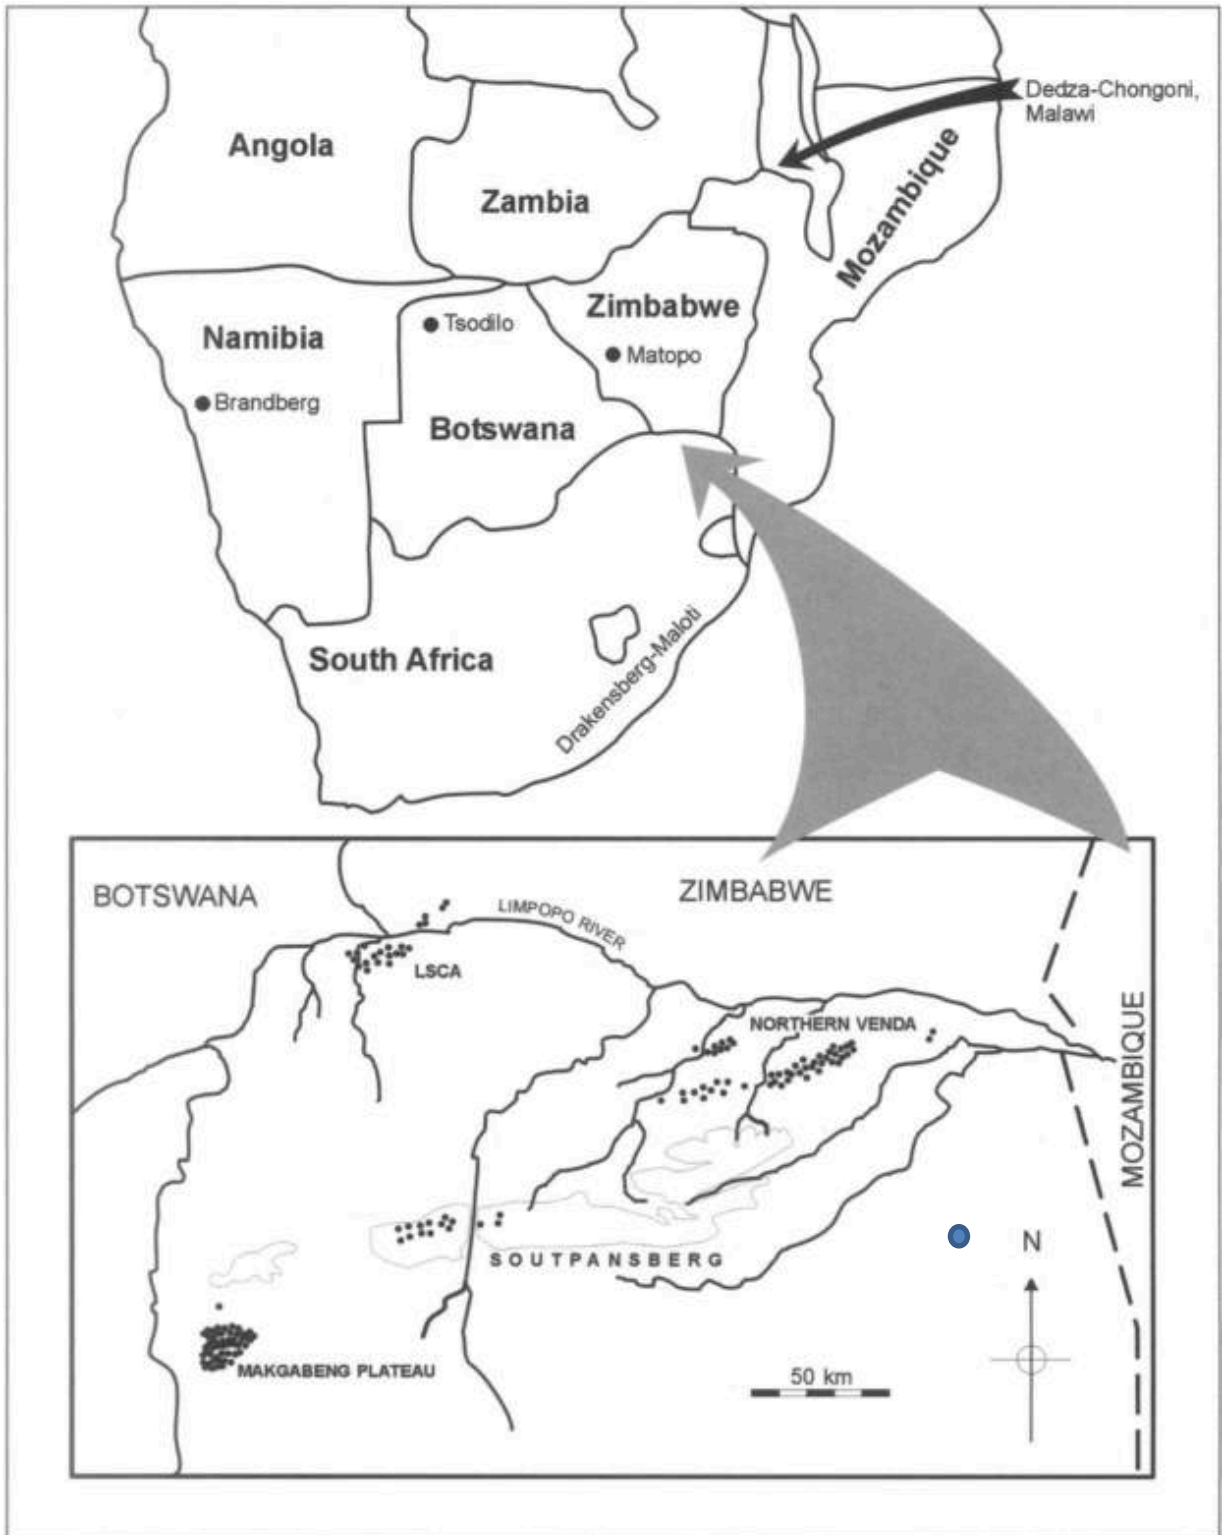 Dedza-Chongoni,
Malawi
Angola
Zambia
Mozambique
Zimbabwe
Tsodilo
Namibia
Matopo
Brandberg
Botswana
South Africa
Drakensberg-Maloti
BOTSWANA
ZIMBABWE
LIMPOPO RIVER
LSCA
NORTHERN VENDA
MOZAMBIQUE
N
SOUTPANSBERG
MAKGABENG PLATEAU
50 km